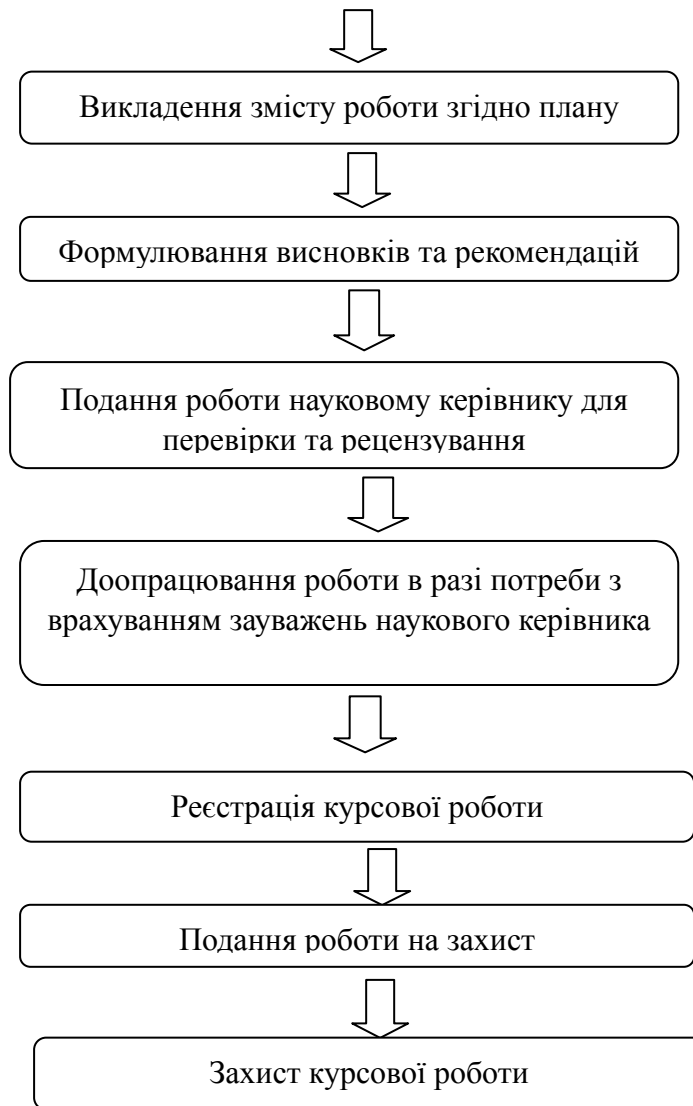 Викладення змісту роботи згідно плану
Формулювання висновків та рекомендацій
Подання роботи науковому керівнику для
перевірки та рецензування
Доопрацювання роботи в разі потреби з
врахуванням зауважень наукового керівника
Реєстрація курсової роботи
Подання роботи на захист
Захист курсової роботи